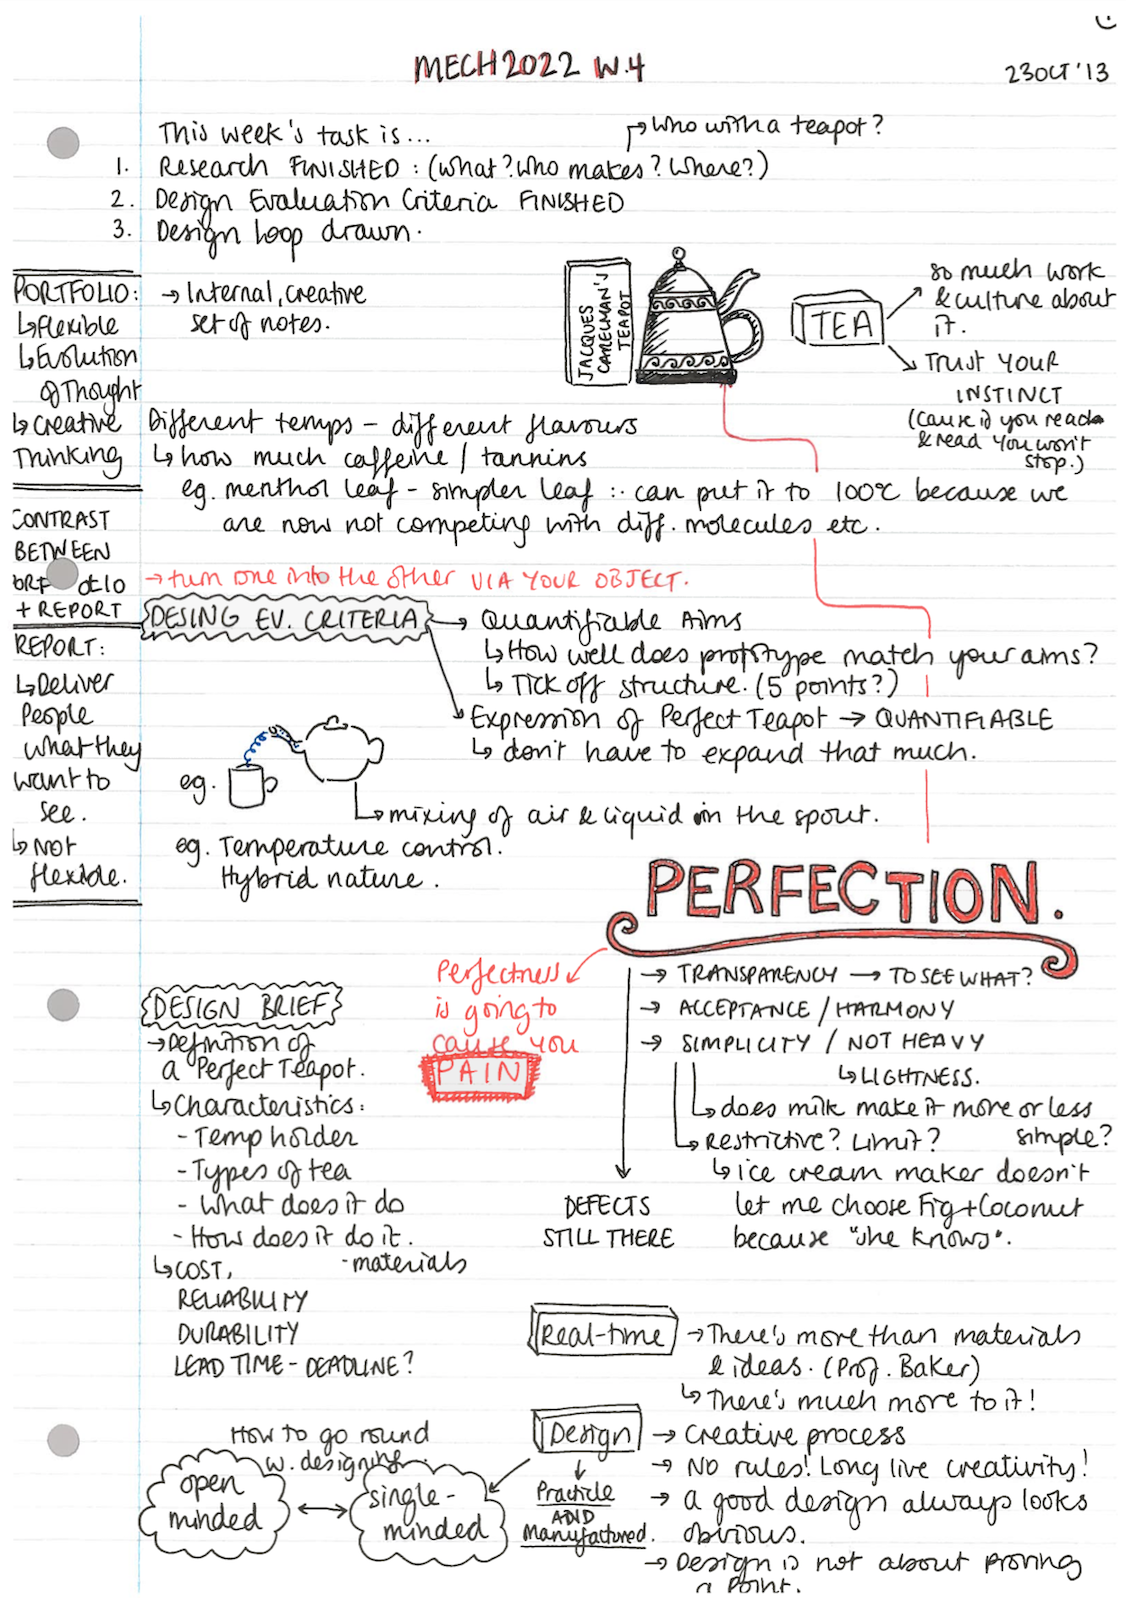 MECH2022 W.4
23OCT'13
This week's task is...
→ Who with a teapot?
1. Research FINISHED : (What? Who makes? Where?)
2. Design Evaluation Criteria FINISHED
3. Design loop drawn.
PORTFOLIO:
↳ flexible
↳ Evolution
of Thought
↳ Creative
Thinking
→ Internal, creative
set of notes.
JACQUES
CARELMAN'S
TEAPOT
TEA
so much work
& culture about
it.
TRUST YOUR
INSTINCT
(Cause if you reach
& read you won't
stop.)
Different temps - different flavours
↳ how much caffeine / tannins
eg. menthol leaf - simpler leaf ∴ can put it to 100°C because we
are now not competing with diff. molecules etc.
CONTRAST
BETWEEN
+ REPORT
→ turn one into the other VIA YOUR OBJECT.
REPORT:
↳ Deliver
People
what they
want to
see.
↳ Not
flexible.
DESING EV. CRITERIA
→ Quantifiable Aims
↳ How well does prototype match your aims?
↳ TICK OFF structure. (5 points?)
Expression of Perfect Teapot → QUANTIFIABLE
↳ don't have to expand that much.
eg.
mixing of air & liquid in the spout.
eg. Temperature control.
Hybrid nature.
PERFECTION.
Perfectness
is going to
cause you
PAIN
→ TRANSPARENCY → TO SEE WHAT?
→ ACCEPTANCE / HARMONY
→ SIMPLICITY / NOT HEAVY
↳ LIGHTNESS.
does milk make it more or less
simple?
Restrictive? Limit?
↳ ice cream maker doesn't
let me choose Fig + Coconut
because "she knows".
DEFECTS
STILL THERE
DESIGN BRIEF
→ Definition of
a Perfect Teapot.
↳ Characteristics:
- Temp holder
- Types of tea
- What does it do
- How does it do it.
- materials
↳ COST,
RELIABILITY
DURABILITY
LEAD TIME - DEADLINE?
Real-time
→ There's more than materials
& ideas. (Prof. Baker)
↳ There's much more to it!
How to go round
w. designing.
open
minded
single-
minded
Design
Practicle
AND
Manufactured.
→ Creative process
→ NO rules! Long live creativity!
→ a good design always looks
obvious.
→ Design is not about proving
a point.